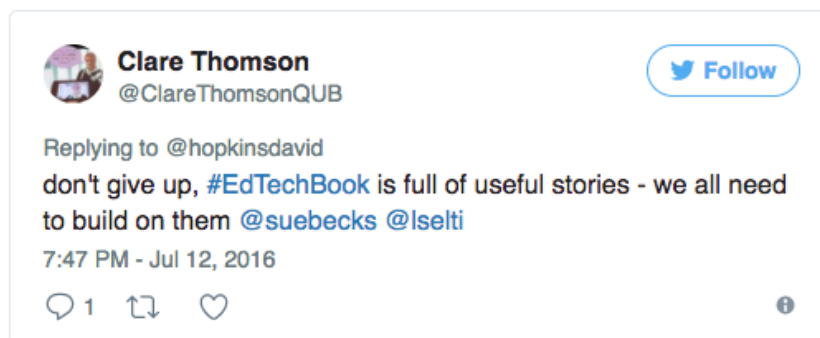 Clare Thomson
@ClareThomsonQUB
Follow
Replying to @hopkinsdavid
don't give up, #EdTechBook is full of useful stories - we all need
to build on them @suebecks @lselti
7:47 PM - Jul 12, 2016
1